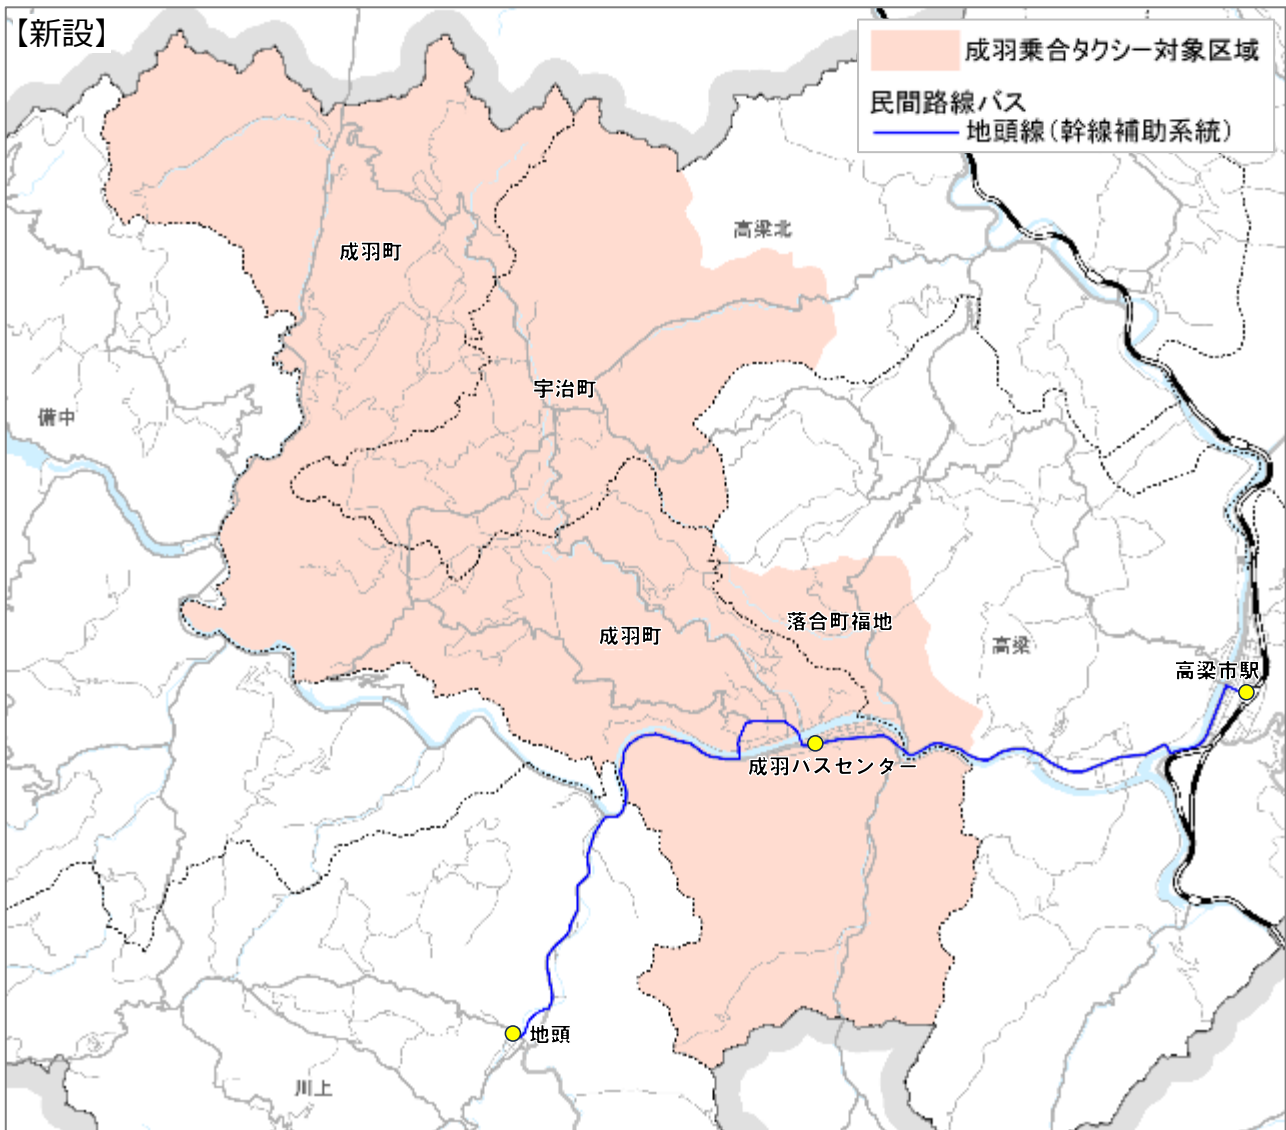 【新設】
成羽乗合タクシー対象区域
民間路線バス
地頭線(幹線補助系統)
高梁北
成羽町
宇治町
備中
落合町福地
成羽町
高梁
高梁市駅
成羽バスセンター
地頭
川上